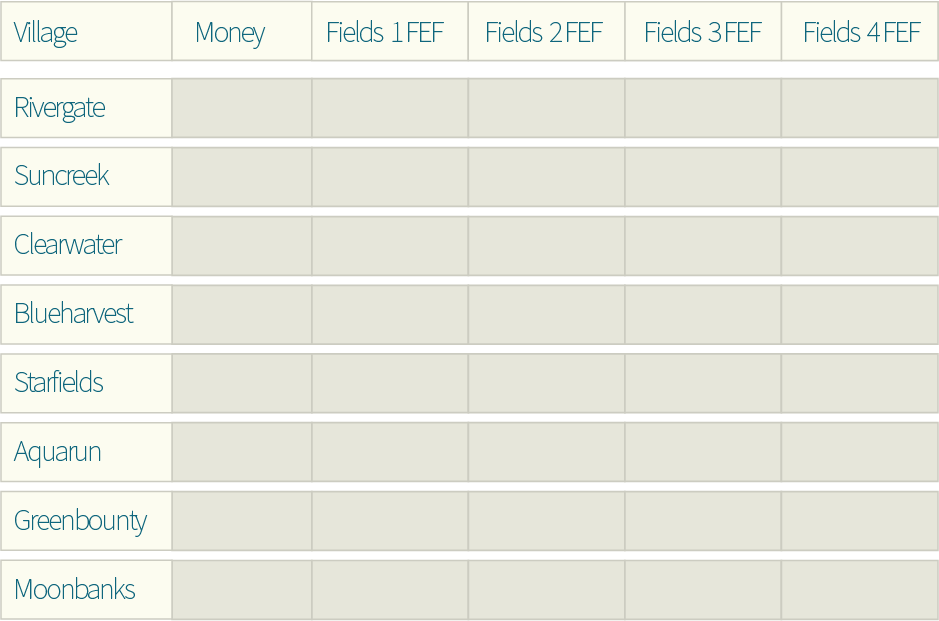 Village Money Fields 1 FEF Fields 2 FEF Fields 3 FEF Fields 4 FEF
Rivergate
Suncreek
Clearwater
Blueharvest
Starfields
Aquarun
Greenbounty
Moonbanks